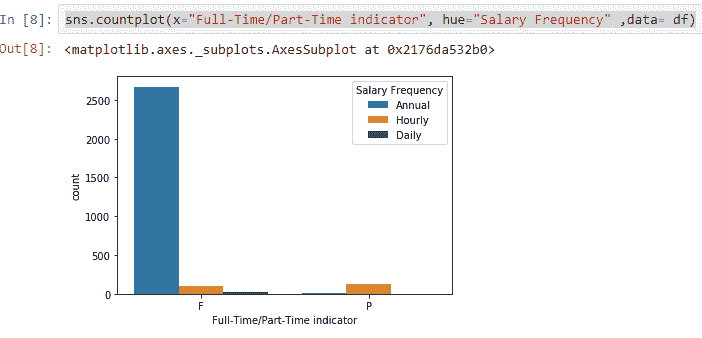 In [8]: sns.countplot(x="Full-Time/Part-Time indicator", hue="Salary Frequency" ,data= df)
Out[8]: <matplotlib.axes._subplots.AxesSubplot at 0x2176da532b0>
Salary Frequency
Annual
Hourly
Daily
2500
2000
1500
1000
500
0
count
F
P
Full-Time/Part-Time indicator